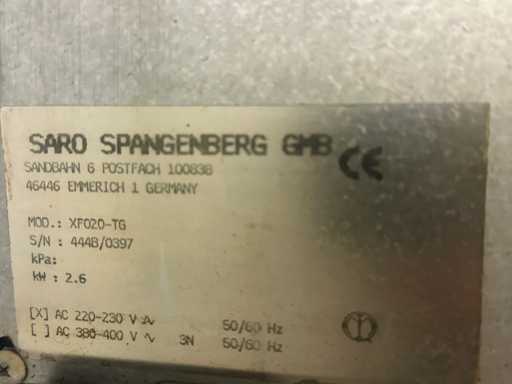 SARO SPANGENBERG GMB
CE
SANDBAHN 6 POSTFACH 100838
46446 EMMERICH 1 GERMANY
MOD.: XF020-TG
S/N : 444B/0397
kPa:
kW : 2.6
[X] AC 220-230 V ∿ 50/60 Hz
[ ] AC 380-400 V ∿ 3N 50/60 Hz